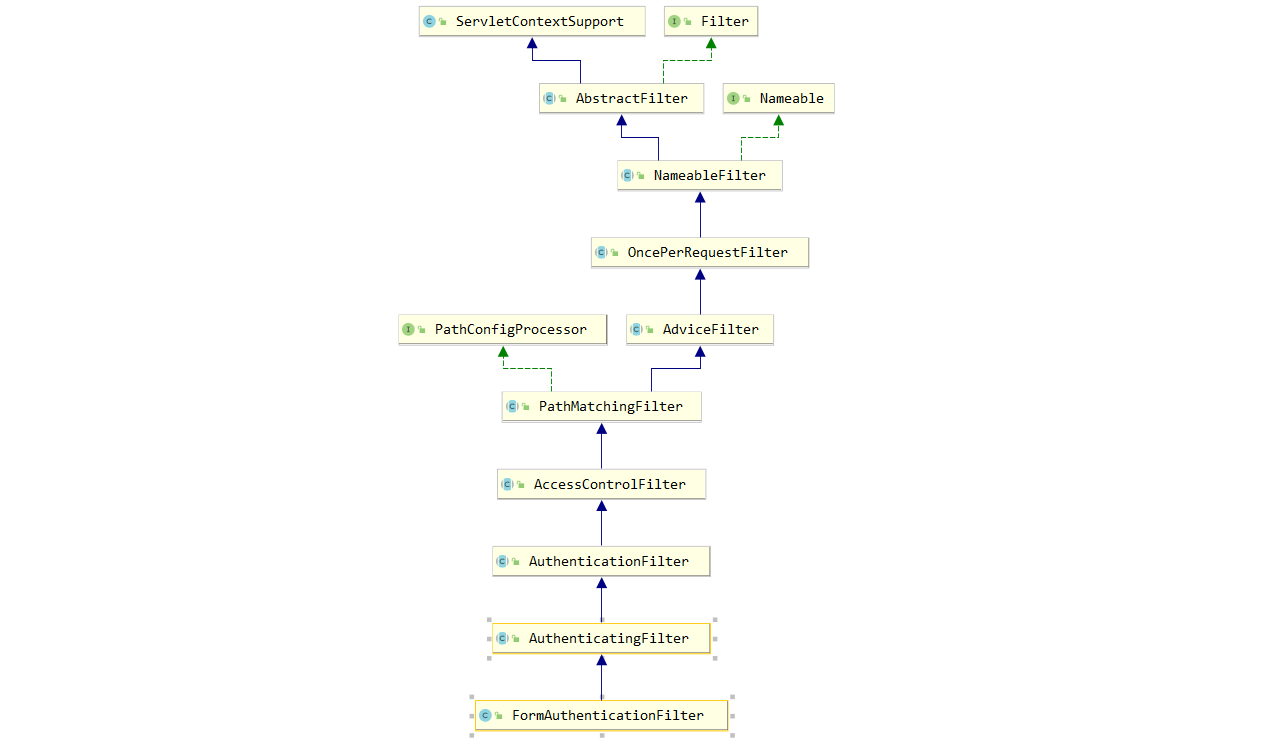 ServletContextSupport
Filter
AbstractFilter
Nameable
NameableFilter
OncePerRequestFilter
PathConfigProcessor
AdviceFilter
PathMatchingFilter
AccessControlFilter
AuthenticationFilter
AuthenticatingFilter
FormAuthenticationFilter